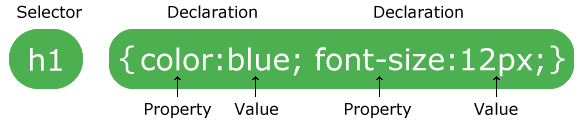 Selector Declaration Declaration
h1 {color:blue; font-size:12px;}
Property Value Property Value